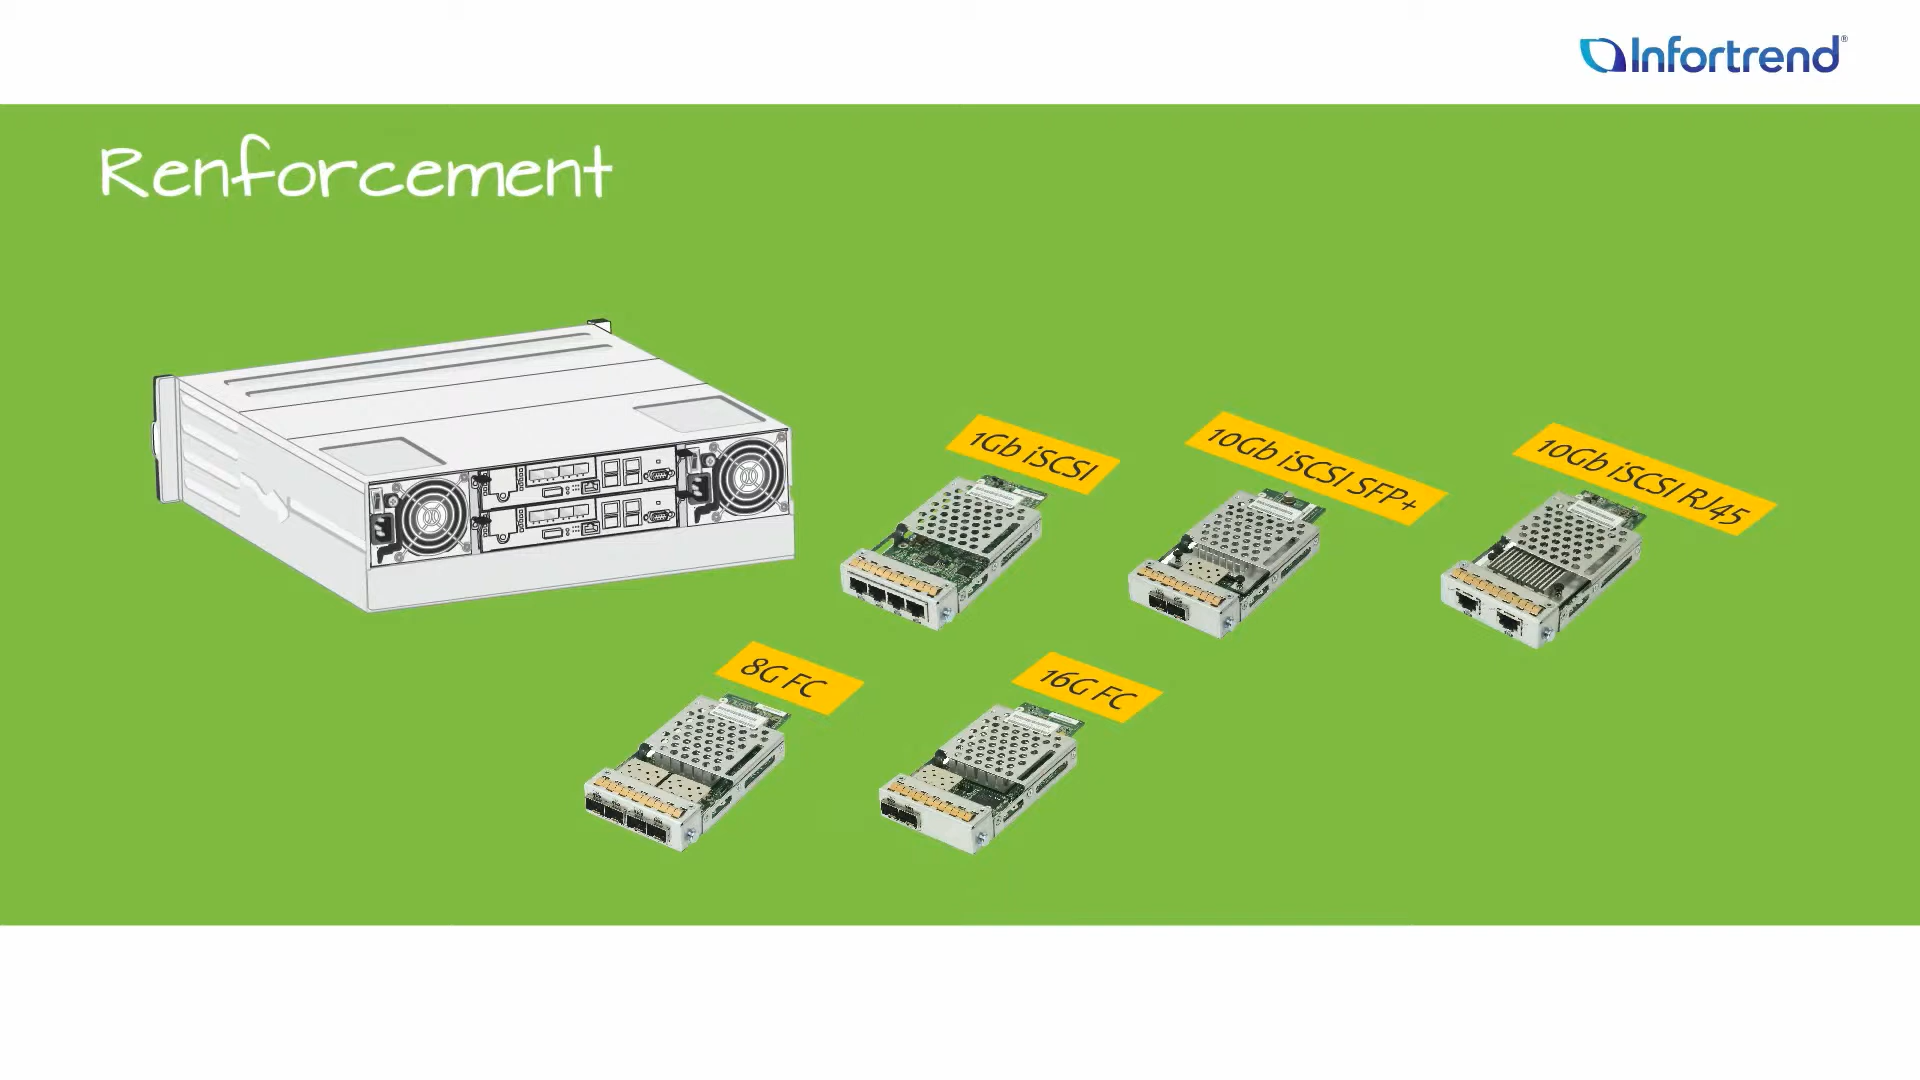 Infortrend®
Renforcement
1Gb iSCSI
10Gb iSCSI SFP+
10Gb iSCSI RJ45
8G FC
16G FC